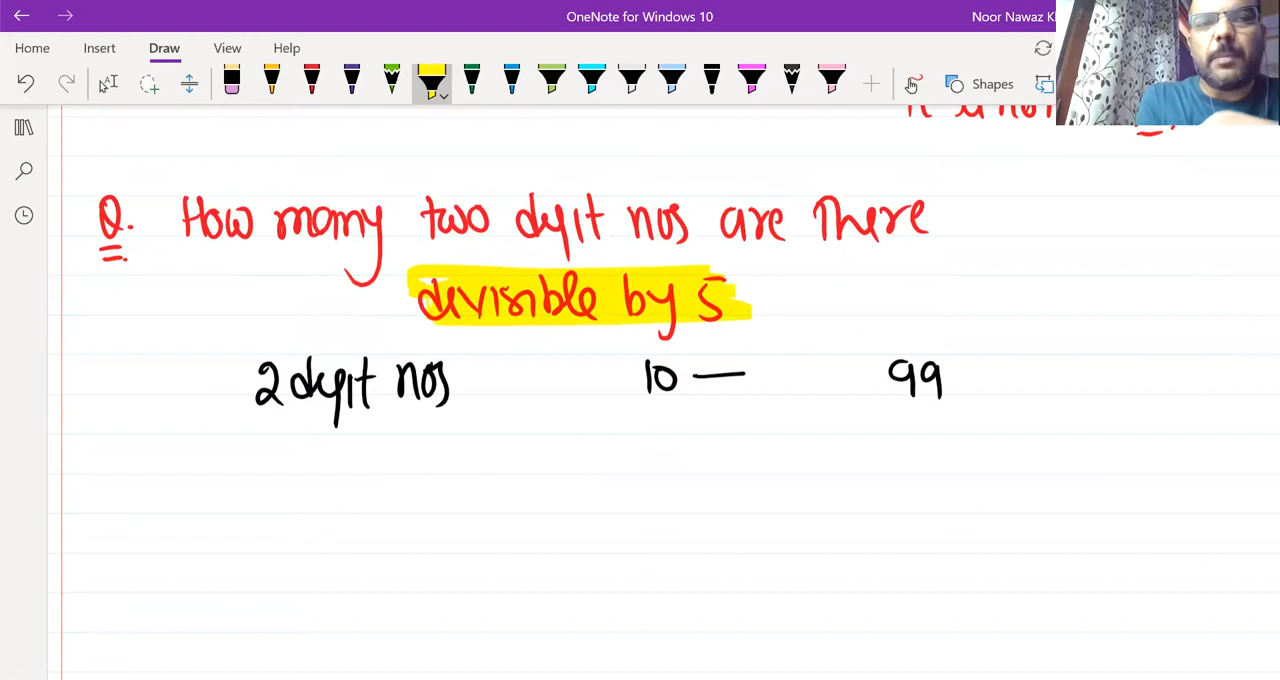 OneNote for Windows 10
Noor Nawaz K
Home Insert Draw View Help
Shapes
Q. How many two digit nos are there
divisible by 5
2 digit nos 10 — 99